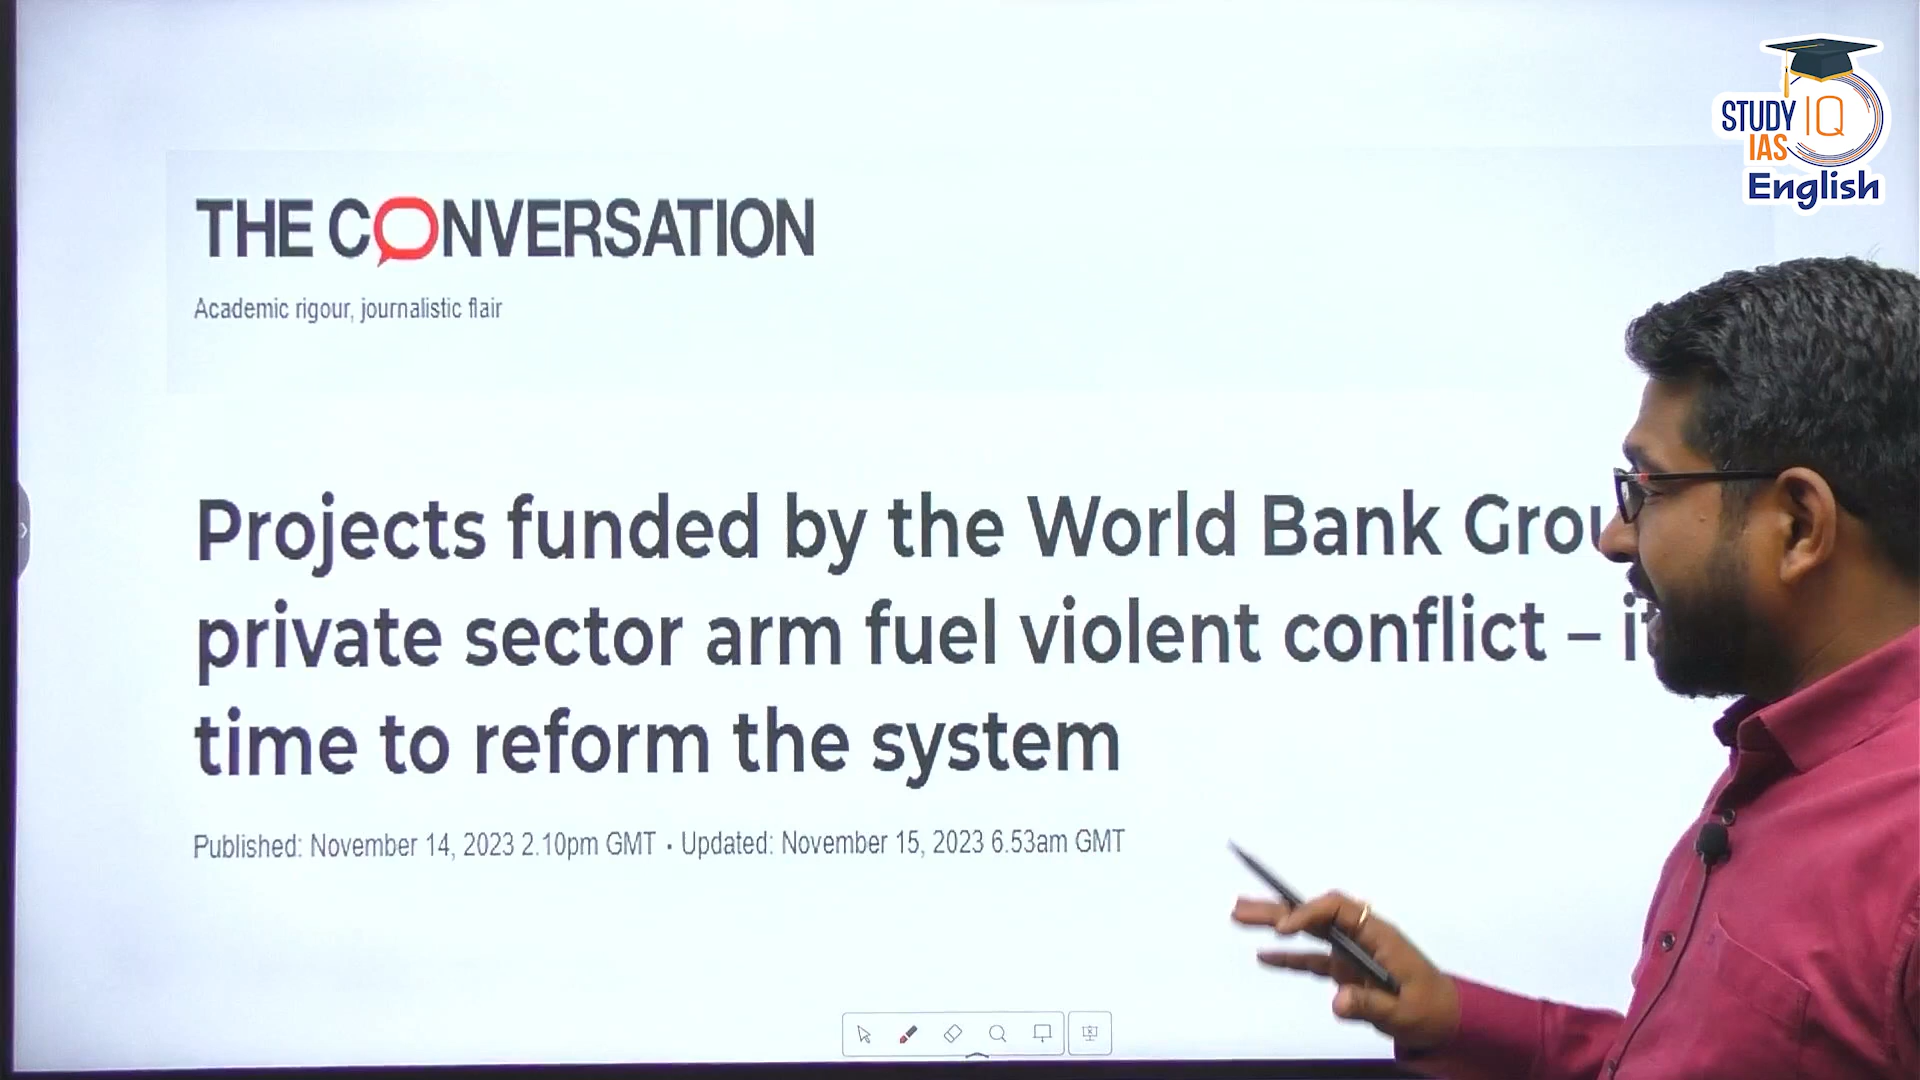 STUDY IQ
IAS
English
THE CONVERSATION
Academic rigour, journalistic flair
Projects funded by the World Bank
private sector arm fuel violent conflict –
time to reform the system
Published: November 14, 2023 2.10pm GMT • Updated: November 15, 2023 6.53am GMT